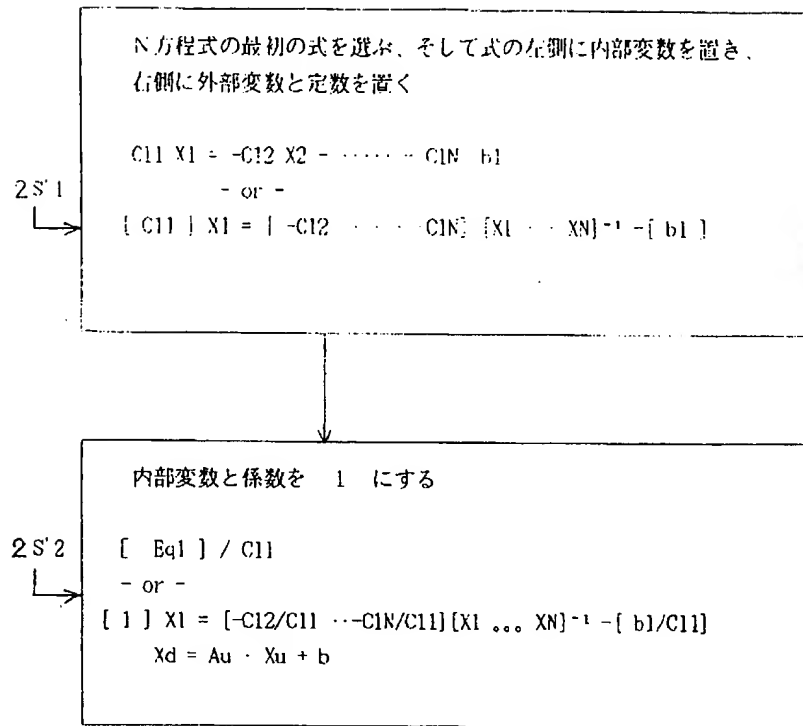 N方程式の最初の式を選ぶ、そして式の左側に内部変数を置き、
右側に外部変数と定数を置く
C11 X1 = -C12 X2 - ······ - C1N b1
- or -
2S'1
[ C11 ] X1 = [ -C12 ····· C1N] [X1 ·· XN]⁻¹ -[ b1 ]
内部変数と係数を 1 にする
2S'2
[ Eq1 ] / C11
- or -
[ 1 ] X1 = [-C12/C11 ···-C1N/C11][X1 ... XN]⁻¹ -[ b1/C11]
Xd = Au · Xu + b